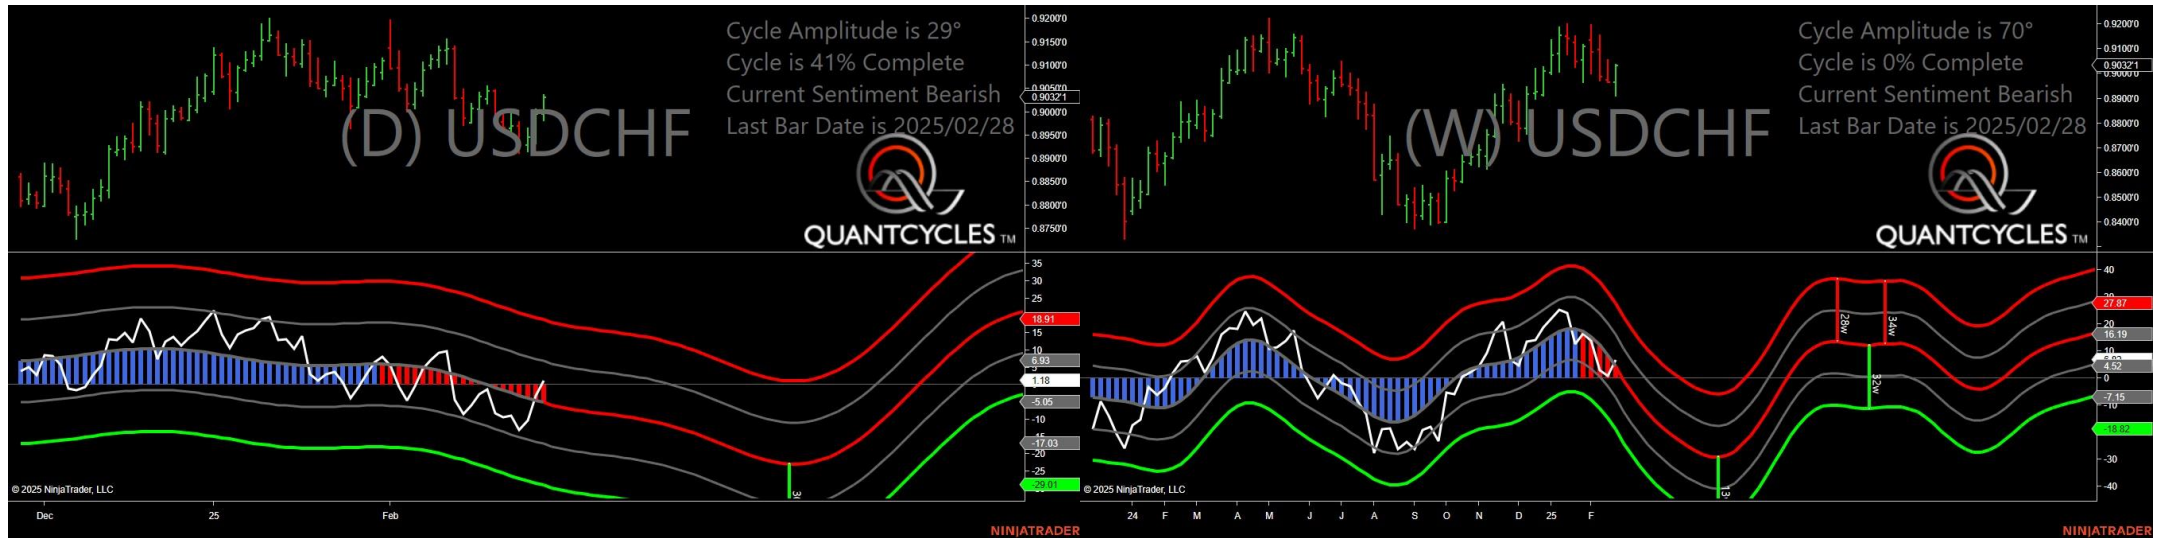 Cycle Amplitude is 29°
Cycle is 41% Complete
Current Sentiment Bearish
Last Bar Date is 2025/02/28
(D) USDCHF
QUANTCYCLES TM
0.9200'0
0.9150'0
0.9100'0
0.9050'0
0.9032'1
0.9000'0
0.8950'0
0.8900'0
0.8850'0
0.8800'0
0.8750'0
35
30
25
18.91
15
10
6.93
1.18
-5.05
-10
-17.03
-20
-25
-29.01
© 2025 NinjaTrader, LLC
Dec
25
Feb
NINJATRADER
Cycle Amplitude is 70°
Cycle is 0% Complete
Current Sentiment Bearish
Last Bar Date is 2025/02/28
(W) USDCHF
QUANTCYCLES TM
0.9200'0
0.9100'0
0.9032'1
0.9000'0
0.8900'0
0.8800'0
0.8700'0
0.8600'0
0.8500'0
0.8400'0
28w
34w
32w
40
27.87
20
16.19
10
4.52
0
-7.15
-10
-18.82
-30
-40
© 2025 NinjaTrader, LLC
24
F
M
A
M
J
J
A
S
O
N
D
25
F
NINJATRADER